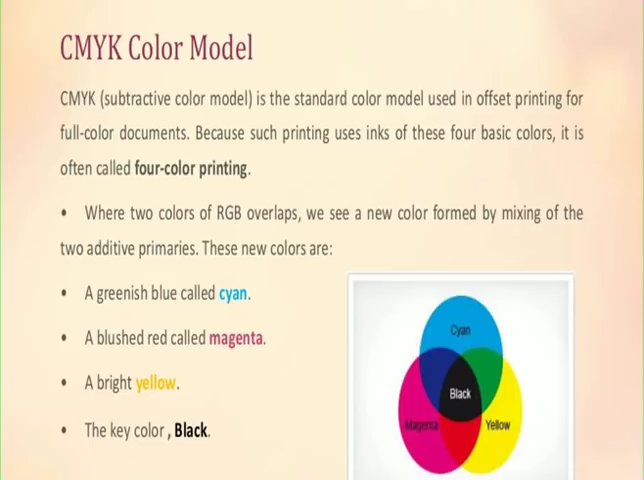 CMYK Color Model
CMYK (subtractive color model) is the standard color model used in offset printing for
full-color documents. Because such printing uses inks of these four basic colors, it is
often called four-color printing.
• Where two colors of RGB overlaps, we see a new color formed by mixing of the
two additive primaries. These new colors are:
• A greenish blue called cyan.
• A blushed red called magenta.
• A bright yellow.
• The key color , Black.
Cyan
Black
Magenta
Yellow